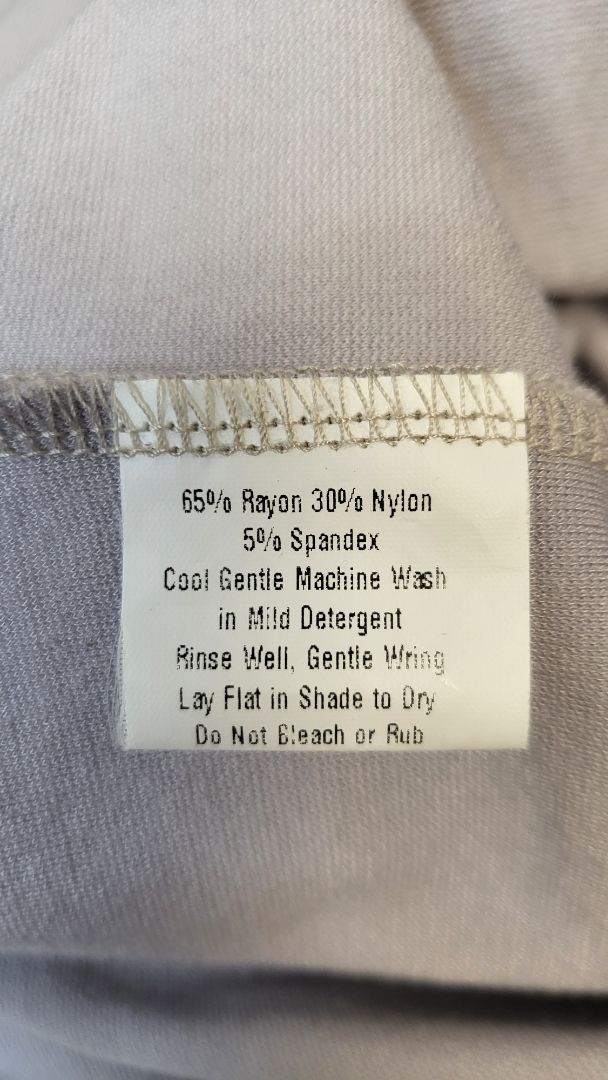 65% Rayon 30% Nylon
5% Spandex
Cool Gentle Machine Wash
in Mild Detergent
Rinse Well, Gentle Wring
Lay Flat in Shade to Dry
Do Not Bleach or Rub